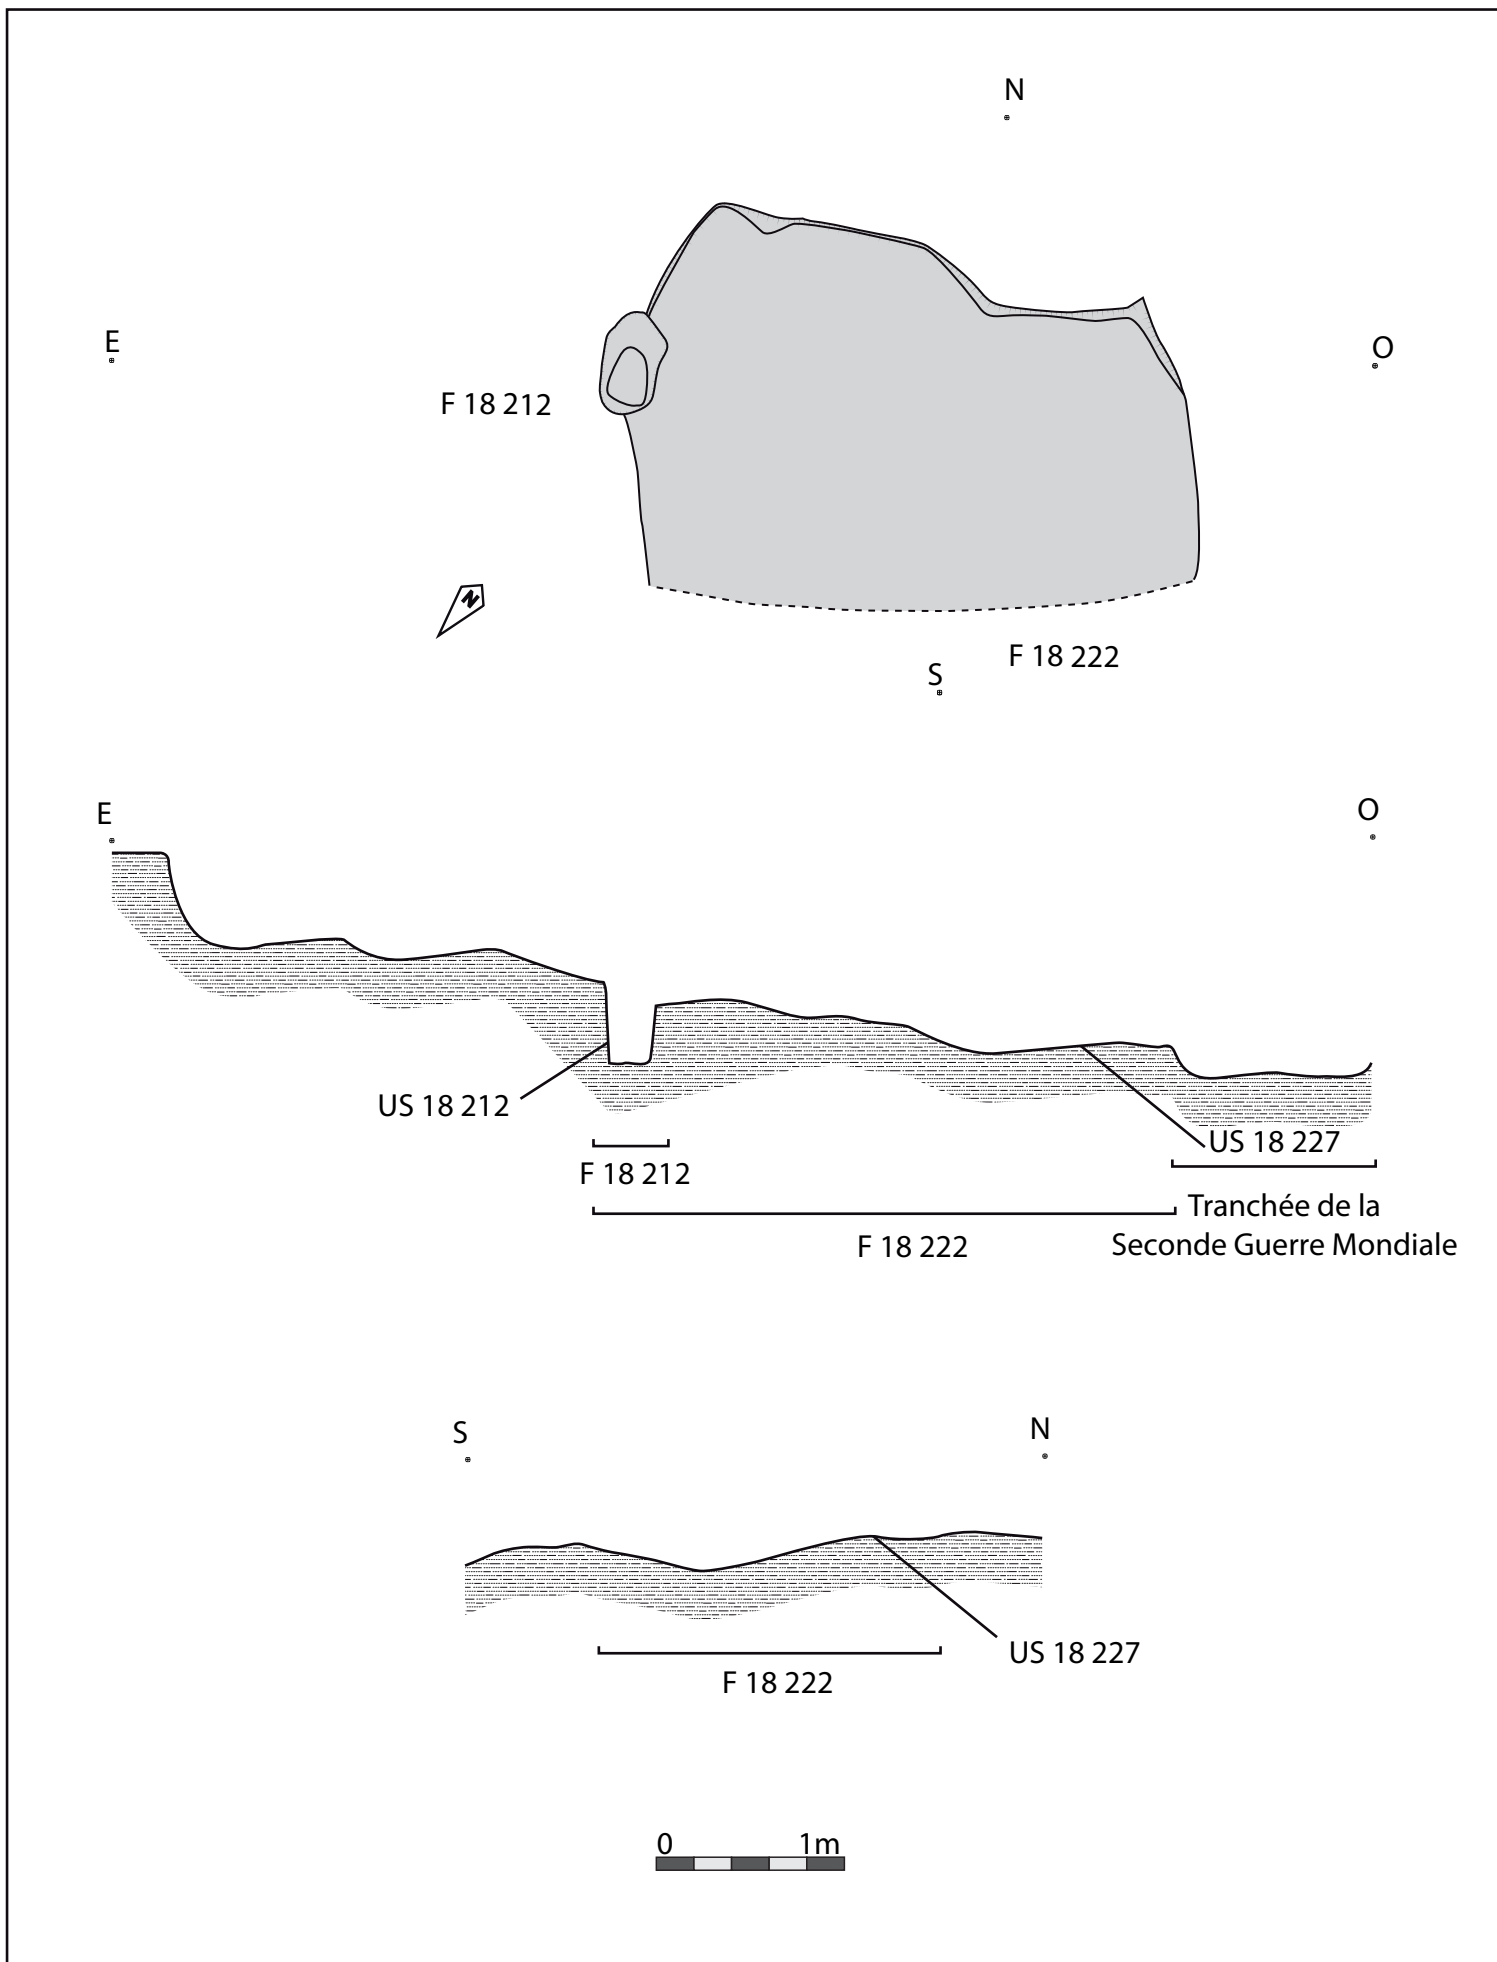 N
E
O
F 18 212
N
F 18 222
S
E
O
US 18 212
US 18 227
F 18 212
Tranchée de la
F 18 222
Seconde Guerre Mondiale
S
N
US 18 227
F 18 222
0 1m